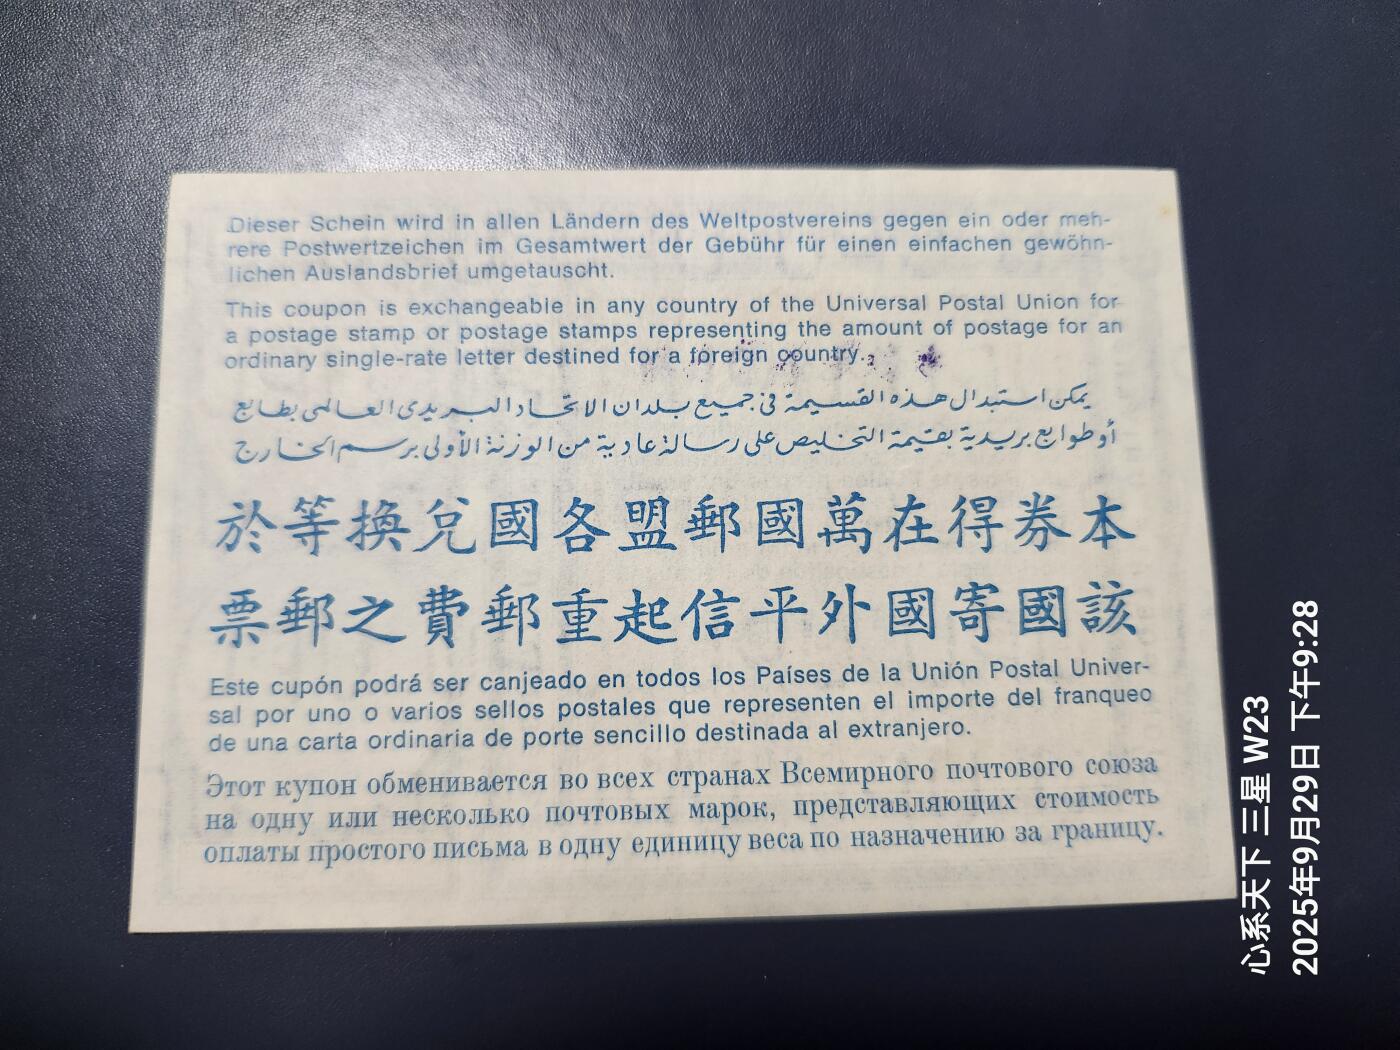 Dieser Schein wird in allen Ländern des Weltpostvereins gegen ein oder meh-
rere Postwertzeichen im Gesamtwert der Gebühr für einen einfachen gewöhn-
lichen Auslandsbrief umgetauscht.
This coupon is exchangeable in any country of the Universal Postal Union for
a postage stamp or postage stamps representing the amount of postage for an
ordinary single-rate letter destined for a foreign country.
يمكن استبدال هذه القسيمة فى جميع بلدان الاتحاد البريدى العالمى بطابع
أو طوابع بريدية بقيمة التخليص على رسالة عادية من الوزنة الأولى برسم الخارج
本券得在萬國郵盟各國兌換等於
該國寄國外平信起重郵費之郵票
Este cupón podrá ser canjeado en todos los Países de la Unión Postal Univer-
sal por uno o varios sellos postales que representen el importe del franqueo
de una carta ordinaria de porte sencillo destinada al extranjero.
Этот купон обменивается во всех странах Всемирного почтового союза
на одну или несколько почтовых марок, представляющих стоимость
оплаты простого письма в одну единицу веса по назначению за границу.
心系天下 三星 W23
2025年9月29日 下午9:28